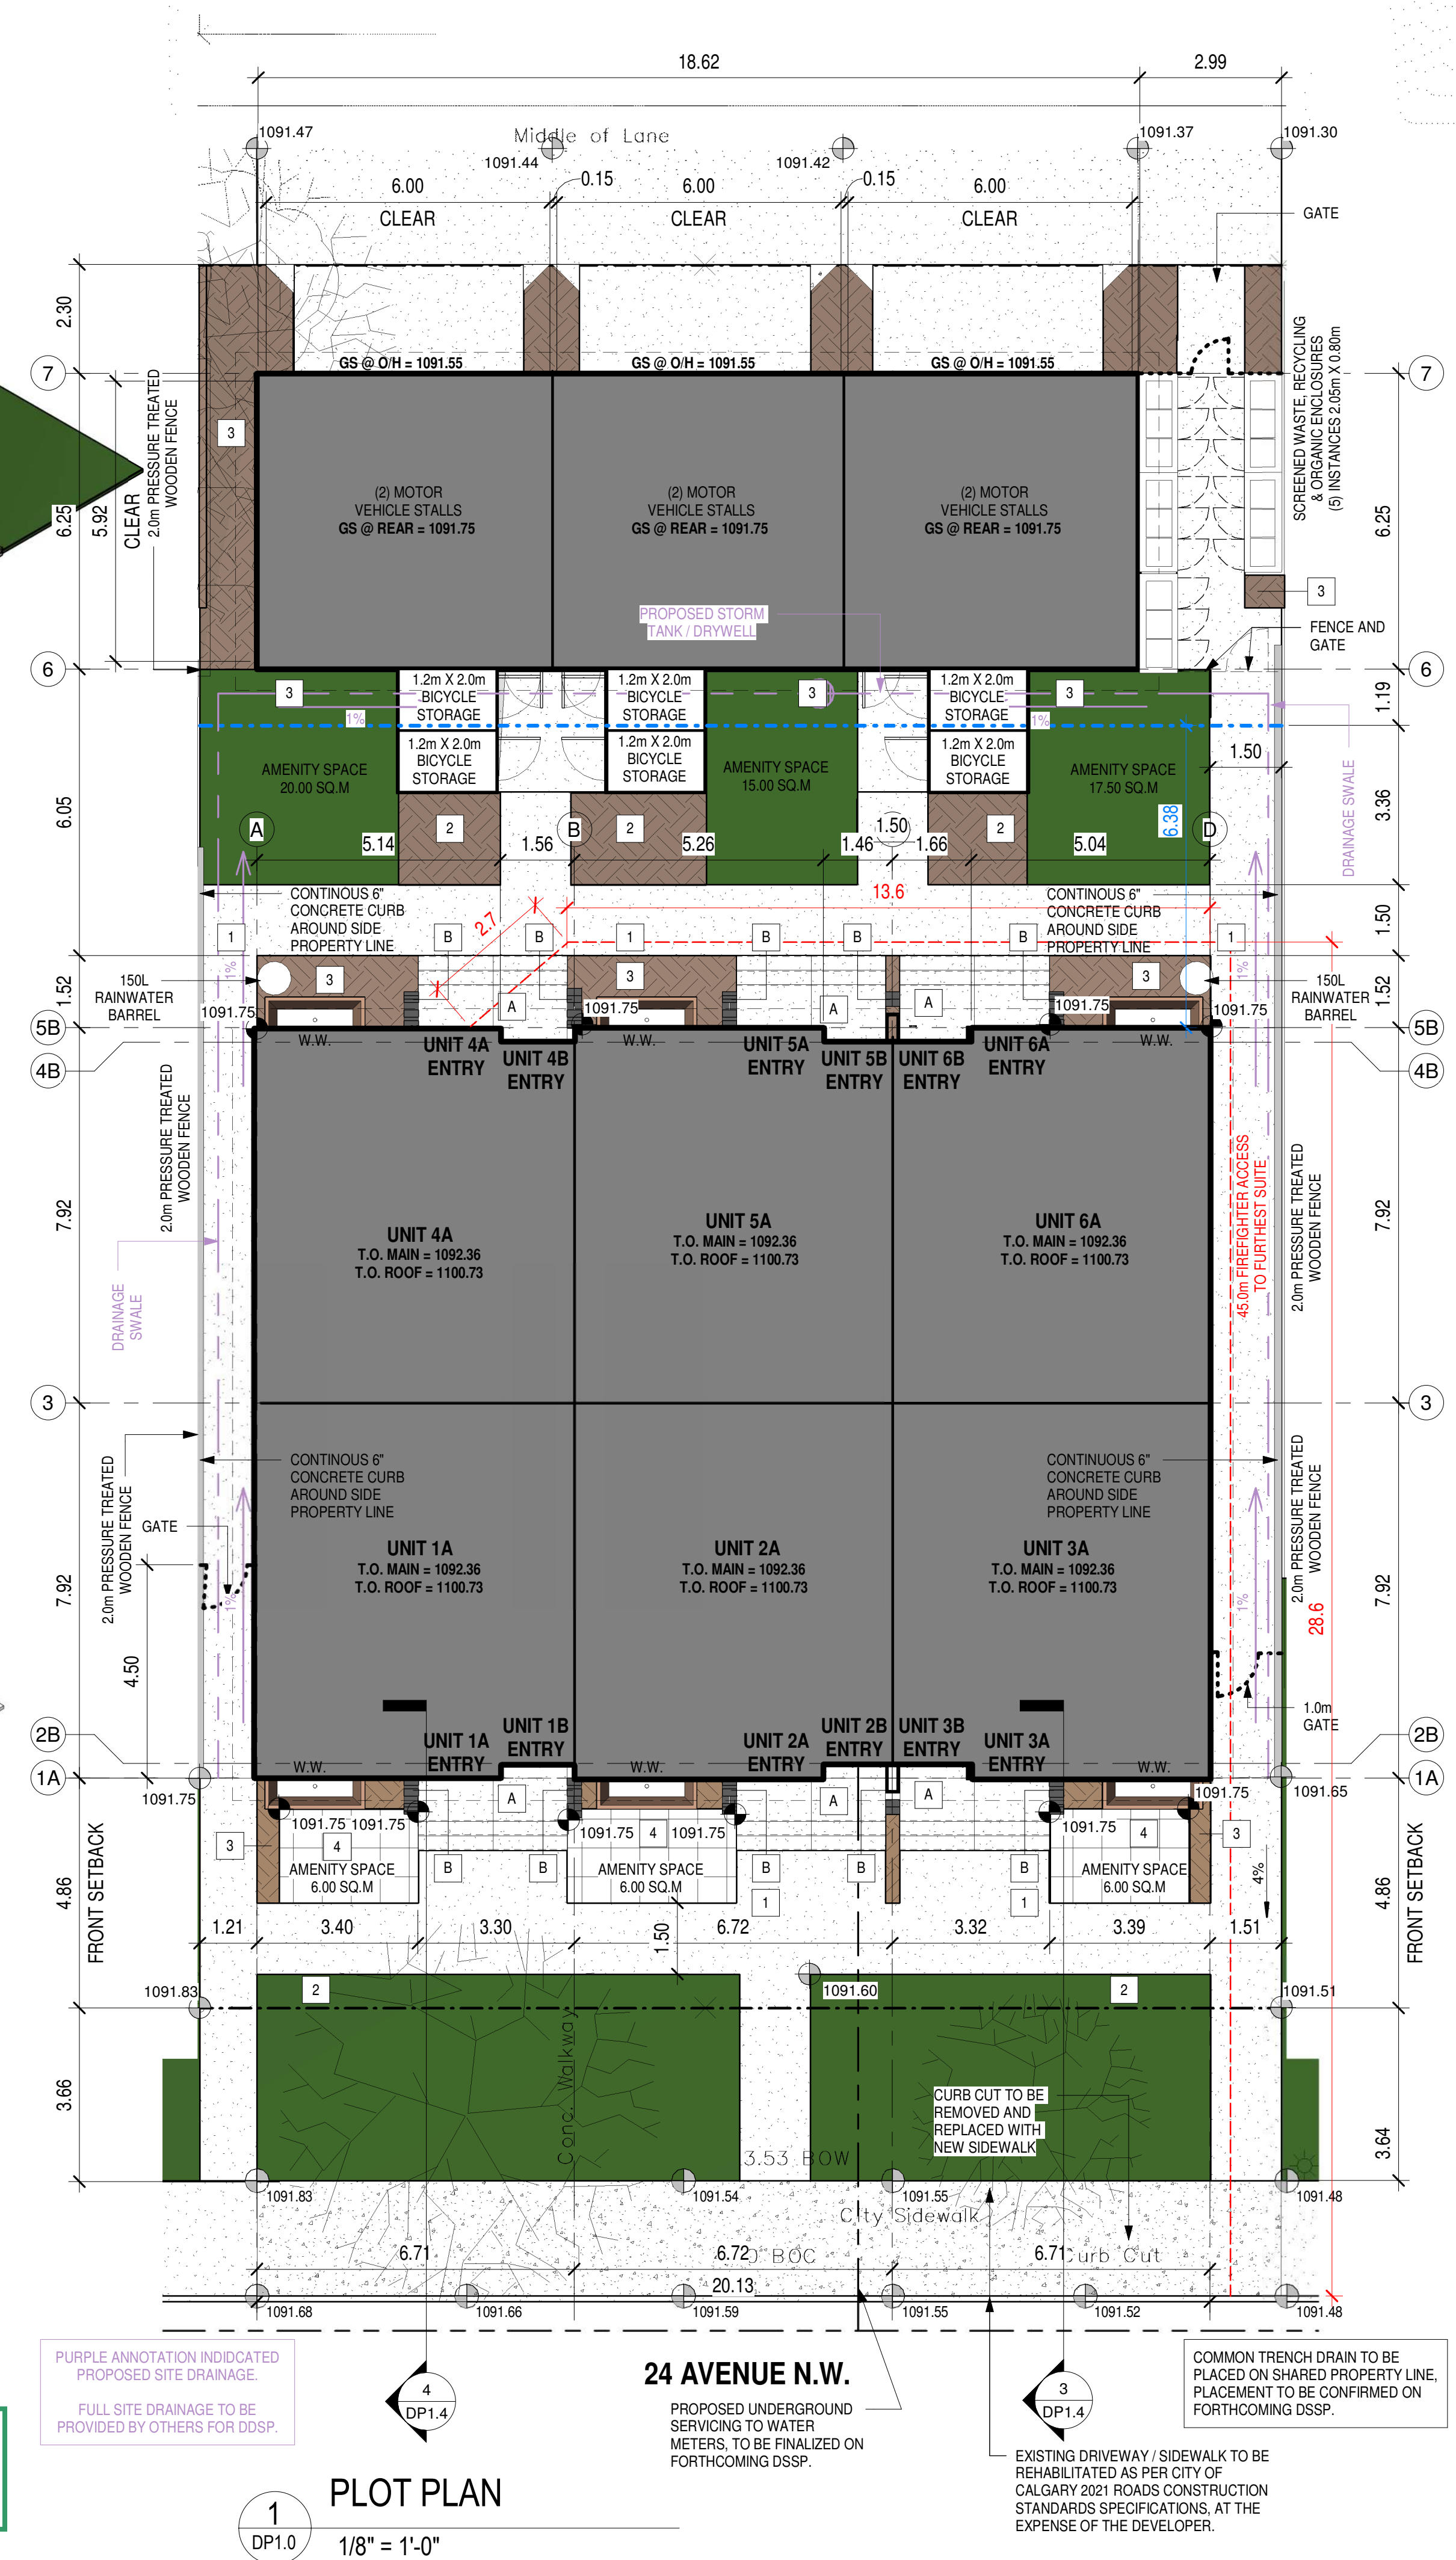 18.62
2.99
1091.47
Middle of Lane
1091.37
1091.30
1091.44
1091.42
6.00
CLEAR
0.15
6.00
CLEAR
0.15
6.00
CLEAR
GATE
2.30
GS @ O/H = 1091.55
GS @ O/H = 1091.55
GS @ O/H = 1091.55
7
7
SCREENED WASTE, RECYCLING
& ORGANIC ENCLOSURES
(5) INSTANCES 2.05m X 0.80m
2.0m PRESSURE TREATED
WOODEN FENCE
3
6.25
5.92
CLEAR
6.25
(2) MOTOR
VEHICLE STALLS
GS @ REAR = 1091.75
(2) MOTOR
VEHICLE STALLS
GS @ REAR = 1091.75
(2) MOTOR
VEHICLE STALLS
GS @ REAR = 1091.75
3
PROPOSED STORM
TANK / DRYWELL
FENCE AND
GATE
6
6
1.2m X 2.0m
BICYCLE
STORAGE
1.2m X 2.0m
BICYCLE
STORAGE
1.2m X 2.0m
BICYCLE
STORAGE
3
3
3
1%
1%
1.19
1.2m X 2.0m
BICYCLE
STORAGE
1.2m X 2.0m
BICYCLE
STORAGE
1.2m X 2.0m
BICYCLE
STORAGE
1.50
AMENITY SPACE
20.00 SQ.M
AMENITY SPACE
15.00 SQ.M
AMENITY SPACE
17.50 SQ.M
6.05
6.38
3.36
DRAINAGE SWALE
A
2
B
2
1.50
2
D
5.14
1.56
5.26
1.46
1.66
5.04
13.6
CONTINOUS 6"
CONCRETE CURB
AROUND SIDE
PROPERTY LINE
CONTINOUS 6"
CONCRETE CURB
AROUND SIDE
PROPERTY LINE
2.7
1.50
1
B
B
1
B
B
B
1
1%
1%
150L
RAINWATER
BARREL
3
3
3
150L
RAINWATER
BARREL
1.52
1.52
1091.75
1091.75
1091.75
1091.75
A
A
A
5B
5B
W.W.
W.W.
W.W.
UNIT 4A
ENTRY
UNIT 4B
ENTRY
UNIT 5A
ENTRY
UNIT 5B
ENTRY
UNIT 6B
ENTRY
UNIT 6A
ENTRY
4B
4B
2.0m PRESSURE TREATED
WOODEN FENCE
7.92
UNIT 4A
T.O. MAIN = 1092.36
T.O. ROOF = 1100.73
UNIT 5A
T.O. MAIN = 1092.36
T.O. ROOF = 1100.73
UNIT 6A
T.O. MAIN = 1092.36
T.O. ROOF = 1100.73
45.0m FIREFIGHTER ACCESS
TO FURTHEST SUITE
2.0m PRESSURE TREATED
WOODEN FENCE
7.92
DRAINAGE
SWALE
3
3
CONTINOUS 6"
CONCRETE CURB
AROUND SIDE
PROPERTY LINE
CONTINUOUS 6"
CONCRETE CURB
AROUND SIDE
PROPERTY LINE
2.0m PRESSURE TREATED
WOODEN FENCE
2.0m PRESSURE TREATED
WOODEN FENCE
GATE
UNIT 1A
T.O. MAIN = 1092.36
T.O. ROOF = 1100.73
UNIT 2A
T.O. MAIN = 1092.36
T.O. ROOF = 1100.73
UNIT 3A
T.O. MAIN = 1092.36
T.O. ROOF = 1100.73
7.92
7.92
1%
1%
28.6
4.50
1.0m
GATE
2B
2B
UNIT 1A
ENTRY
UNIT 1B
ENTRY
UNIT 2A
ENTRY
UNIT 2B
ENTRY
UNIT 3B
ENTRY
UNIT 3A
ENTRY
W.W.
W.W.
W.W.
1A
1A
1091.75
1091.75
1091.65
A
A
A
1091.75
1091.75
1091.75
1091.75
1091.75
3
4
4
4
3
AMENITY SPACE
6.00 SQ.M
AMENITY SPACE
6.00 SQ.M
AMENITY SPACE
6.00 SQ.M
B
B
B
B
B
1
1
4%
4.86
FRONT SETBACK
4.86
FRONT SETBACK
1.21
3.40
3.30
1.50
6.72
3.32
3.39
1.51
2
2
1091.83
1091.60
1091.51
Conc. Walkway
3.66
3.64
CURB CUT TO BE
REMOVED AND
REPLACED WITH
NEW SIDEWALK
3.53 BOW
1091.83
1091.54
1091.55
1091.48
City Sidewalk
6.71
6.72
BOC
6.71
Curb Cut
20.13
1091.68
1091.66
1091.59
1091.55
1091.52
1091.48
PURPLE ANNOTATION INDIDCATED
PROPOSED SITE DRAINAGE.
FULL SITE DRAINAGE TO BE
PROVIDED BY OTHERS FOR DDSP.
4
DP1.4
24 AVENUE N.W.
PROPOSED UNDERGROUND
SERVICING TO WATER
METERS, TO BE FINALIZED ON
FORTHCOMING DSSP.
3
DP1.4
COMMON TRENCH DRAIN TO BE
PLACED ON SHARED PROPERTY LINE,
PLACEMENT TO BE CONFIRMED ON
FORTHCOMING DSSP.
EXISTING DRIVEWAY / SIDEWALK TO BE
REHABILITATED AS PER CITY OF
CALGARY 2021 ROADS CONSTRUCTION
STANDARDS SPECIFICATIONS, AT THE
EXPENSE OF THE DEVELOPER.
1
DP1.0
PLOT PLAN
1/8" = 1'-0"